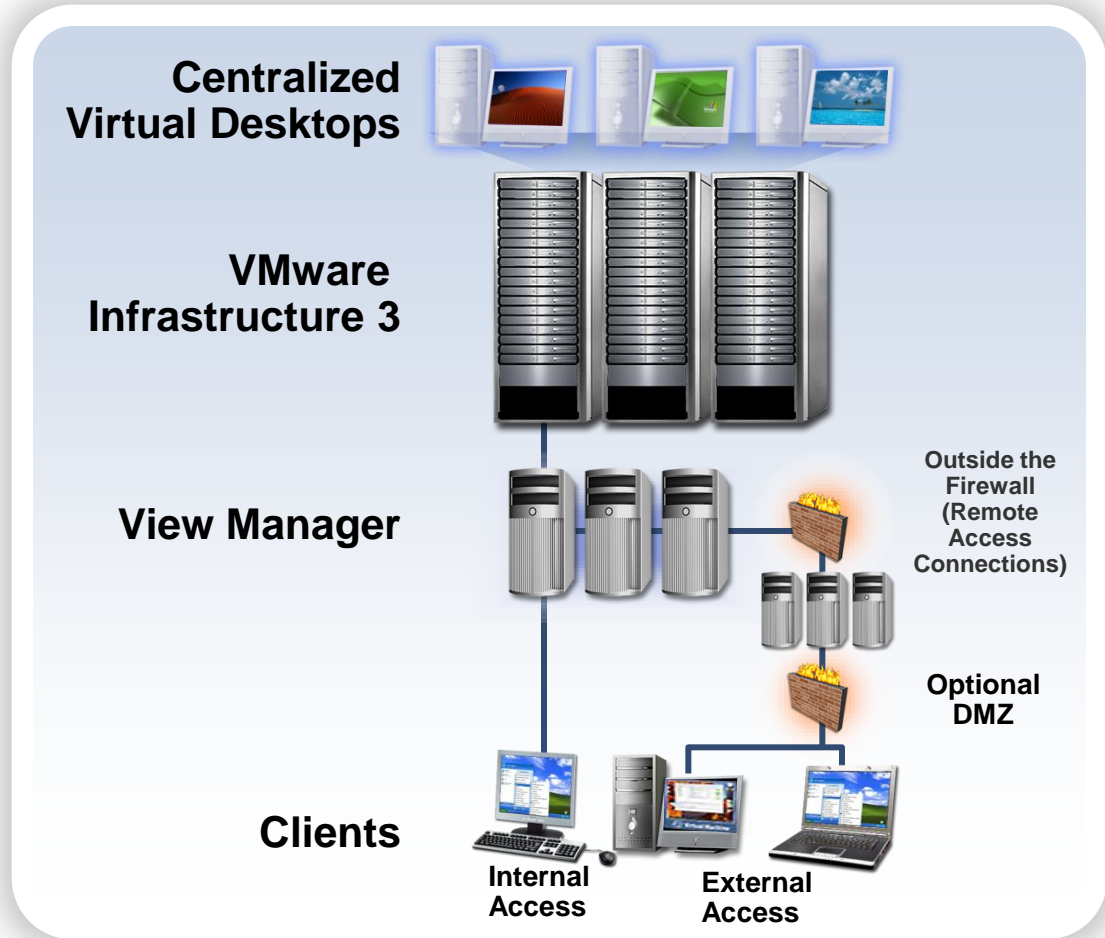 Centralized
Virtual Desktops
VMware
Infrastructure 3
View Manager
Outside the
Firewall
(Remote
Access
Connections)
Optional
DMZ
Clients
Internal
Access
External
Access